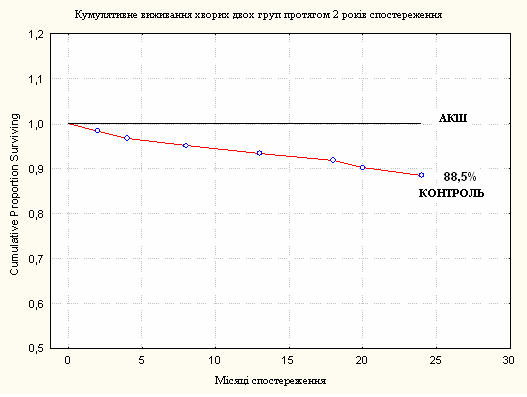 Кумулятивне виживання хворих двох груп протягом 2 років спостереження
1,2
1,1
1,0
0,9
0,8
0,7
0,6
0,5
Cumulative Proportion Surviving
АКШ
88,5%
КОНТРОЛЬ
0 5 10 15 20 25 30
Місяці спостереження